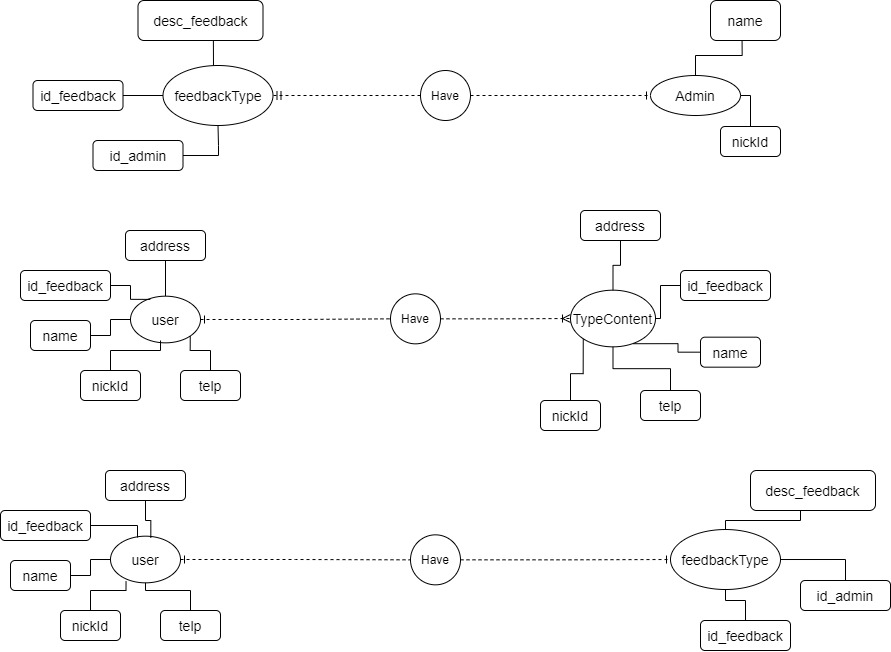 desc_feedback
name
id_feedback
feedbackType
Have
Admin
id_admin
nickId
address
address
id_feedback
id_feedback
user
Have
TypeContent
name
name
nickId
telp
nickId
telp
address
desc_feedback
id_feedback
user
Have
feedbackType
name
id_admin
nickId
telp
id_feedback